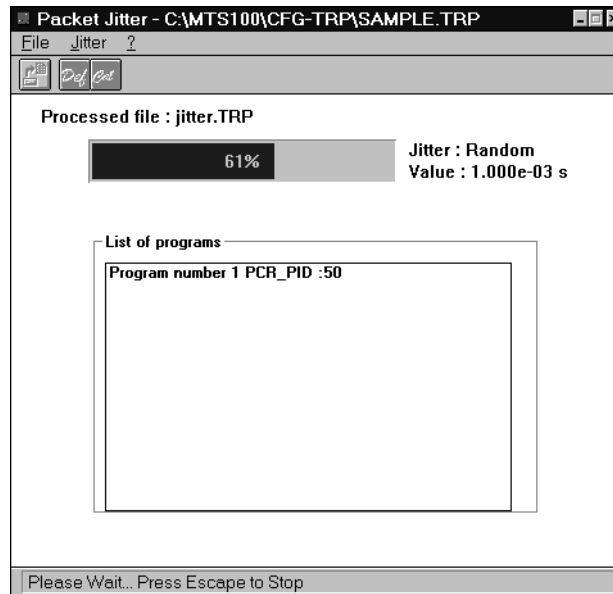 Packet Jitter - C:\MTS100\CFG-TRP\SAMPLE.TRP
File Jitter ?
Def Cal
Processed file : jitter.TRP
61%
Jitter : Random
Value : 1.000e-03 s
List of programs
Program number 1 PCR_PID :50
Please Wait... Press Escape to Stop